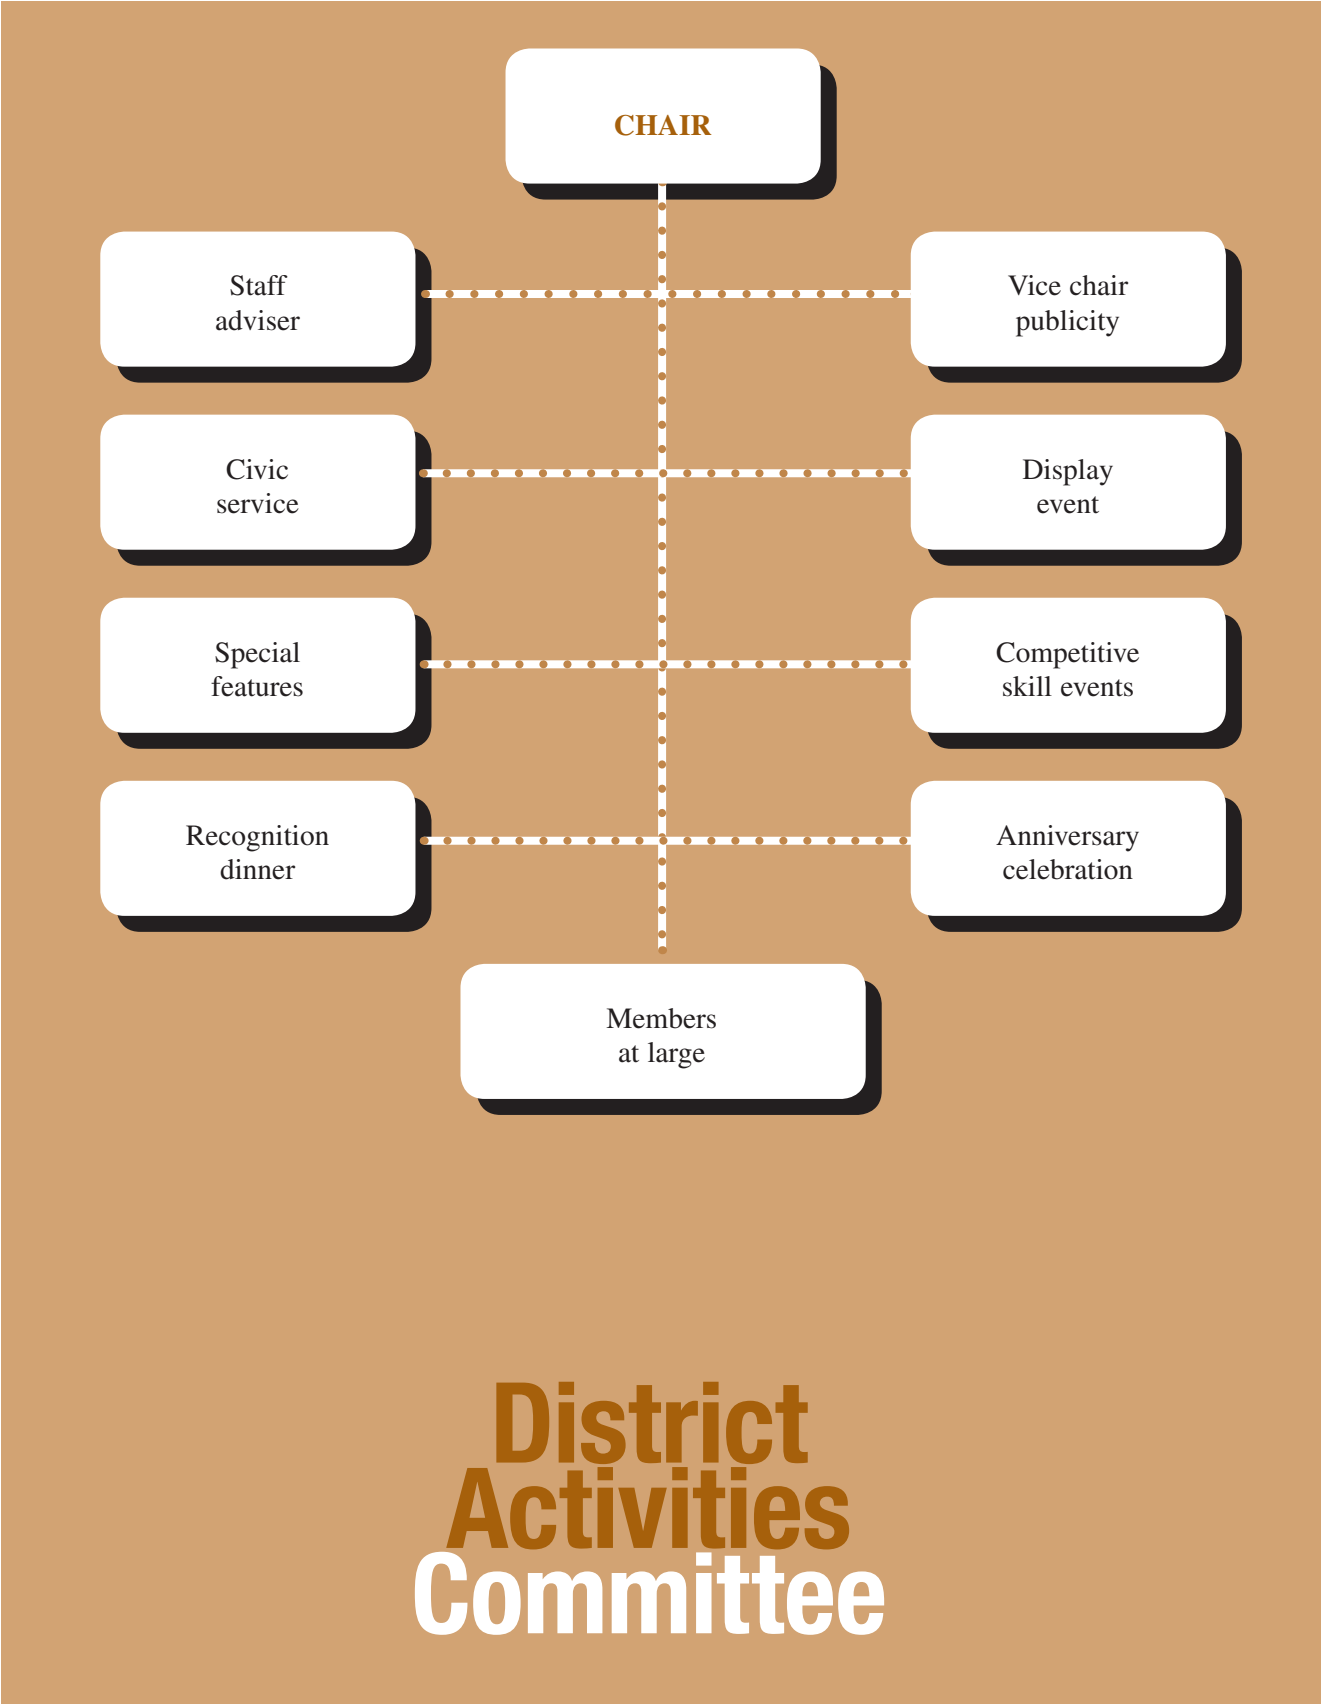 CHAIR
Staff
adviser
Vice chair
publicity
Civic
service
Display
event
Special
features
Competitive
skill events
Recognition
dinner
Anniversary
celebration
Members
at large
District
Activities
Committee